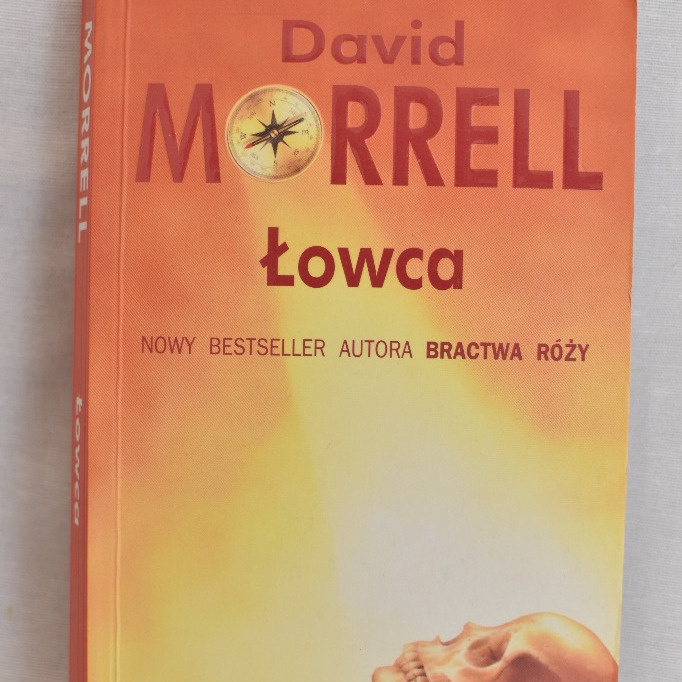 David
MORRELL
Łowca
NOWY BESTSELLER AUTORA BRACTWA RÓŻY
MORRELL
Łowca